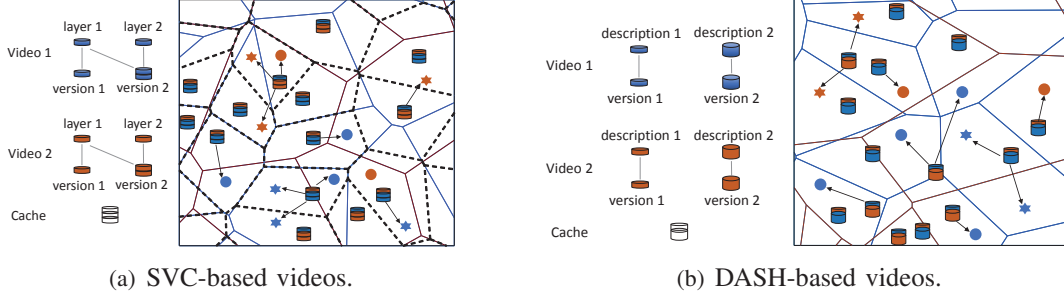 layer 1 layer 2
Video 1
version 1 version 2
layer 1 layer 2
Video 2
version 1 version 2
Cache
(a) SVC-based videos.
description 1 description 2
Video 1
version 1 version 2
description 1 description 2
Video 2
version 1 version 2
Cache
(b) DASH-based videos.